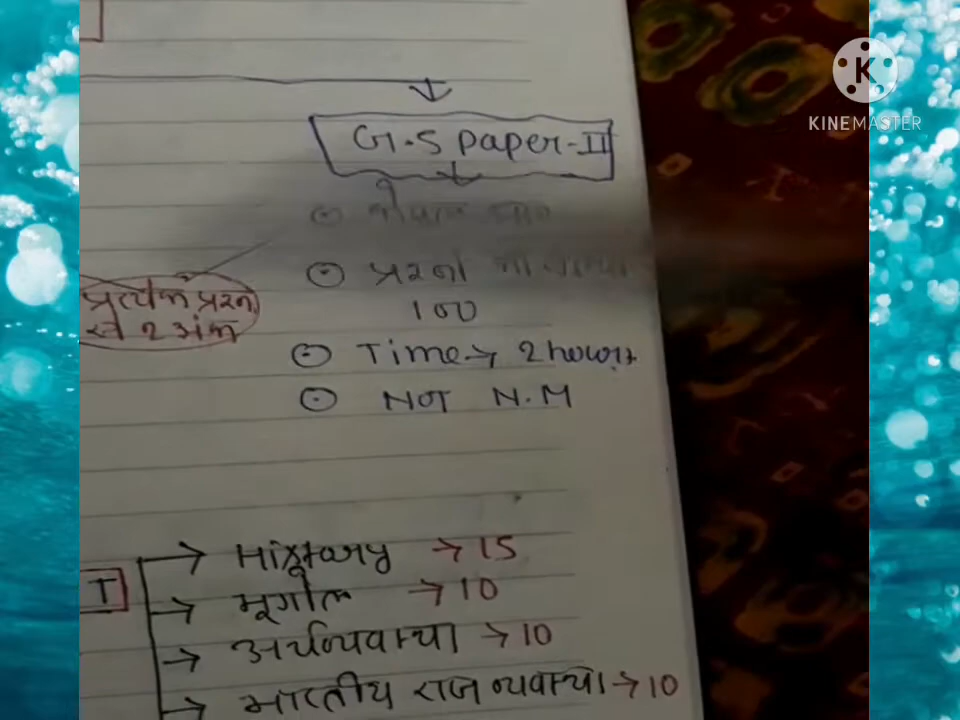 KINEMASTER
G.S paper-II
प्रश्नो
100
प्रत्येक प्रश्न
2 अंक
Time → 2 hours
Not N.M
T
History → 15
भूगोल → 10
अर्थव्यवस्था → 10
भारतीय राजव्यवस्था → 10